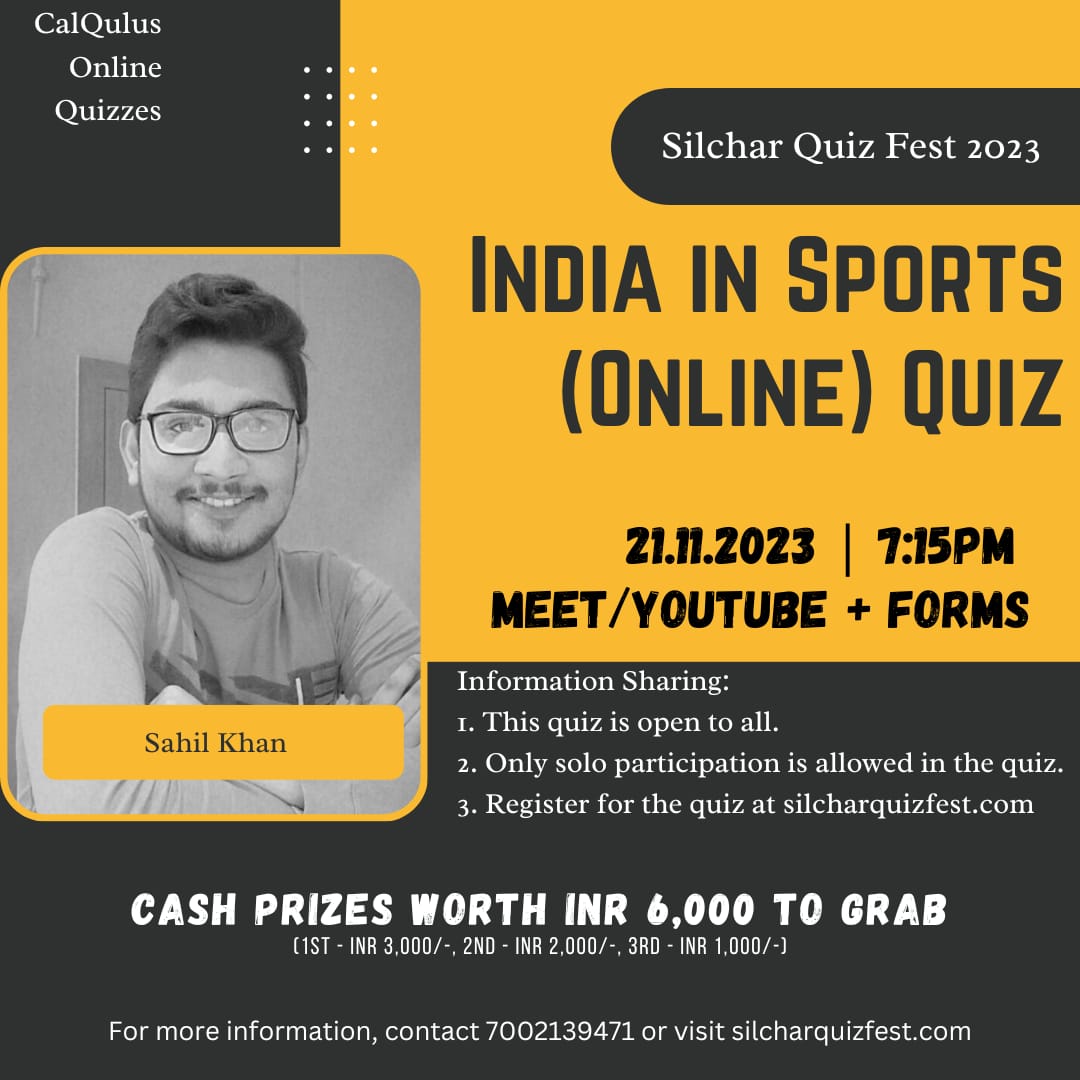 CalQulus
Online
Quizzes
Silchar Quiz Fest 2023
India in Sports
(Online) Quiz
21.11.2023 | 7:15PM
MEET/YOUTUBE + FORMS
Sahil Khan
Information Sharing:
1. This quiz is open to all.
2. Only solo participation is allowed in the quiz.
3. Register for the quiz at silcharquizfest.com
CASH PRIZES WORTH INR 6,000 TO GRAB
(1ST - INR 3,000/-, 2ND - INR 2,000/-, 3RD - INR 1,000/-)
For more information, contact 7002139471 or visit silcharquizfest.com